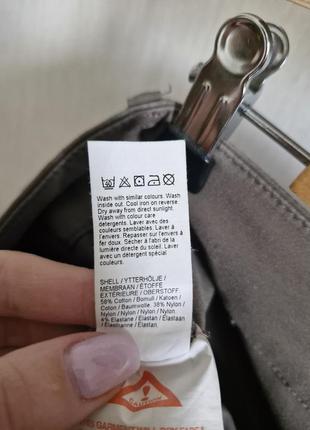 Wash with similar colours. Wash
inside out. Cool iron on reverse.
Dry away from direct sunlight.
Wash with colour care
detergents. Laver avec des
couleurs semblables. Laver à
l'envers. Repasser sur l'envers à
fer doux. Sécher à l'abri de la
lumière directe du soleil. Laver
avec un détergent spécial
couleurs.
SHELL / YTTERHÖLJE /
MEMBRAAN / ÉTOFFE
EXTÉRIEURE / OBERSTOFF:
58% Cotton / Bomull / Katoen /
Coton / Baumwolle. 38% Nylon /
Nylon / Nylon / Nylon / Nylon.
4% Elastane / Elastan / Elastaan
/ Elastanne / Elastan.
GARMENT